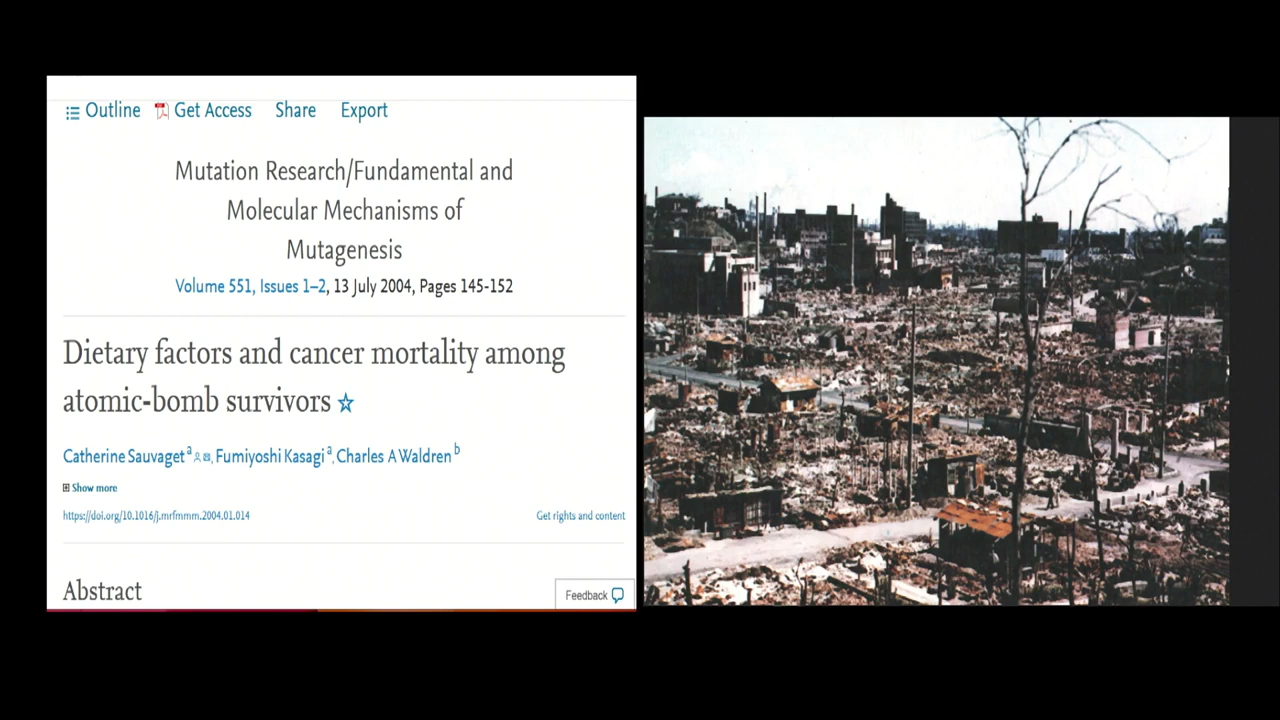 Outline Get Access Share Export
Mutation Research/Fundamental and
Molecular Mechanisms of
Mutagenesis
Volume 551, Issues 1–2, 13 July 2004, Pages 145-152
Dietary factors and cancer mortality among
atomic-bomb survivors
Catherine Sauvaget a, Fumiyoshi Kasagi a, Charles A Waldren b
Show more
https://doi.org/10.1016/j.mrfmmm.2004.01.014 Get rights and content
Abstract
Feedback